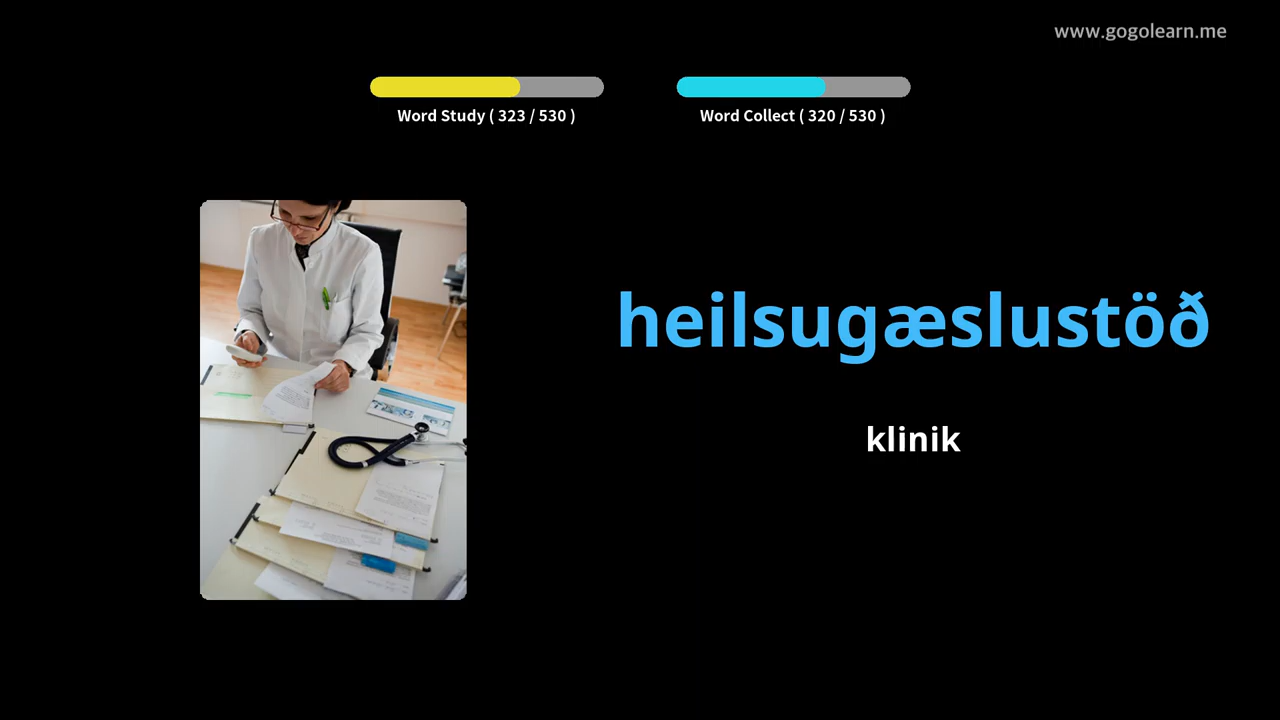 www.gogolearn.me
Word Study ( 323 / 530 )
Word Collect ( 320 / 530 )
heilsugæslustöð
klinik